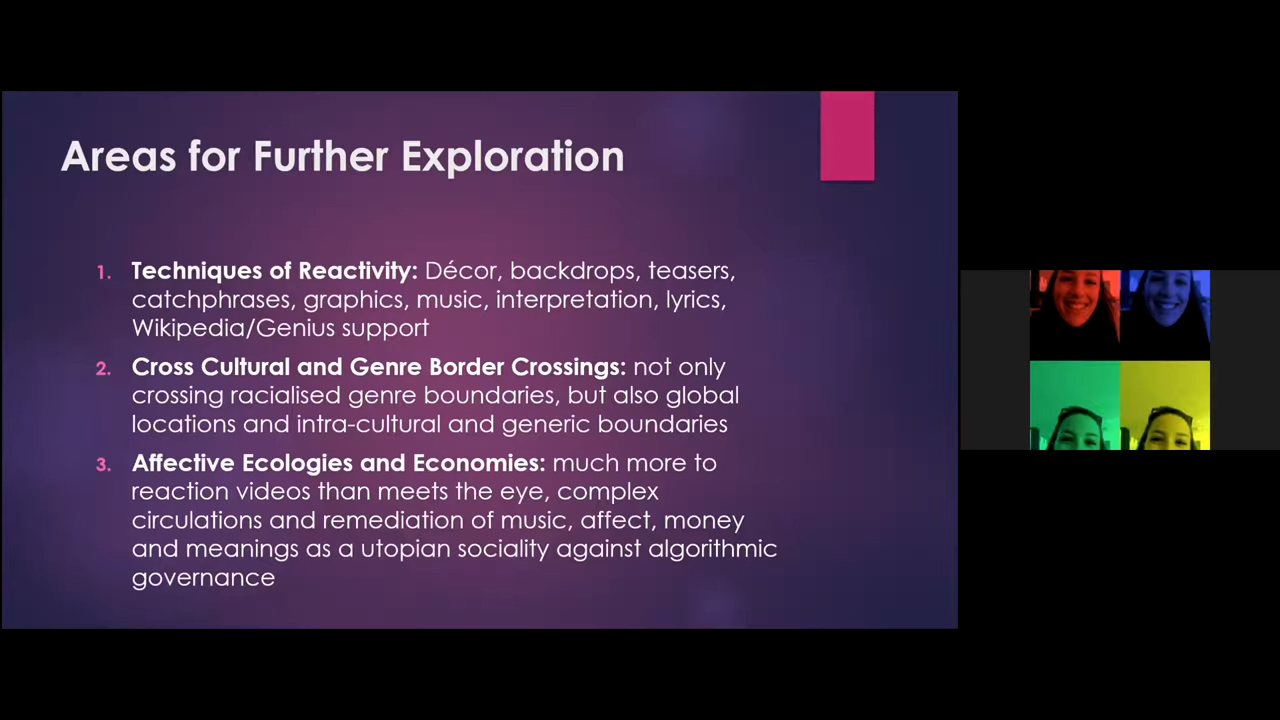 Areas for Further Exploration
1. Techniques of Reactivity: Décor, backdrops, teasers,
catchphrases, graphics, music, interpretation, lyrics,
Wikipedia/Genius support
2. Cross Cultural and Genre Border Crossings: not only
crossing racialised genre boundaries, but also global
locations and intra-cultural and generic boundaries
3. Affective Ecologies and Economies: much more to
reaction videos than meets the eye, complex
circulations and remediation of music, affect, money
and meanings as a utopian sociality against algorithmic
governance